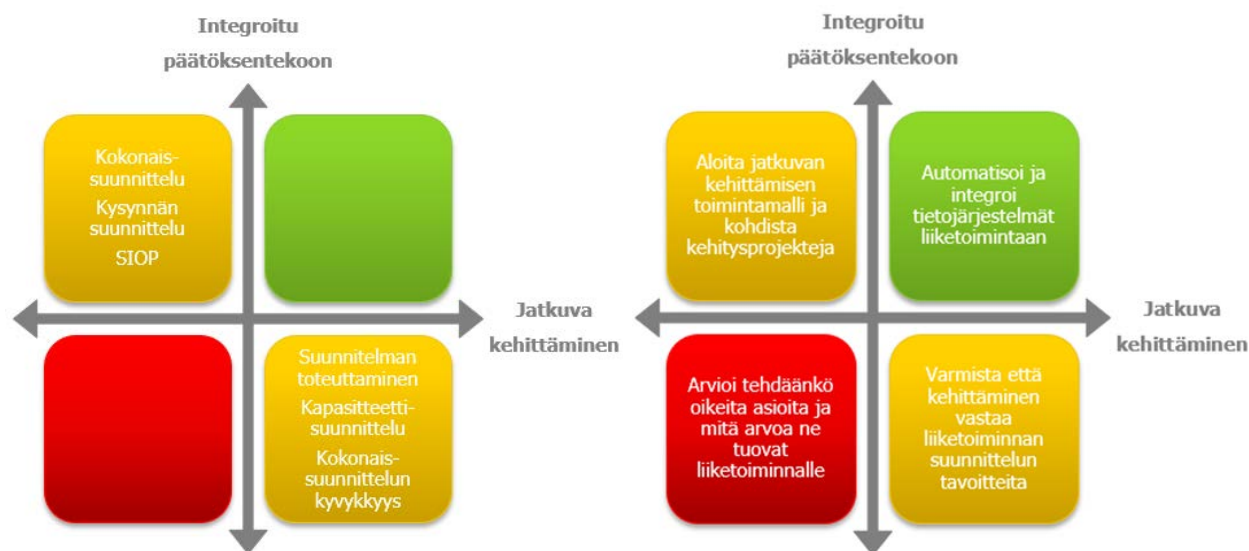 Integroitu
päätöksentekoon
Kokonais-
suunnittelu
Kysynnän
suunnittelu
SIOP
Jatkuva
kehittäminen
Suunnitelman
toteuttaminen
Kapasiteetti-
suunnittelu
Kokonais-
suunnittelun
kyvykkyys
Integroitu
päätöksentekoon
Aloita jatkuvan
kehittämisen
toimintamalli ja
kohdista
kehitysprojekteja
Automatisoi ja
integroi
tietojärjestelmät
liiketoimintaan
Jatkuva
kehittäminen
Arvioi tehdäänkö
oikeita asioita ja
mitä arvoa ne
tuovat
liiketoiminnalle
Varmista että
kehittäminen
vastaa
liiketoiminnan
suunnittelun
tavoitteita